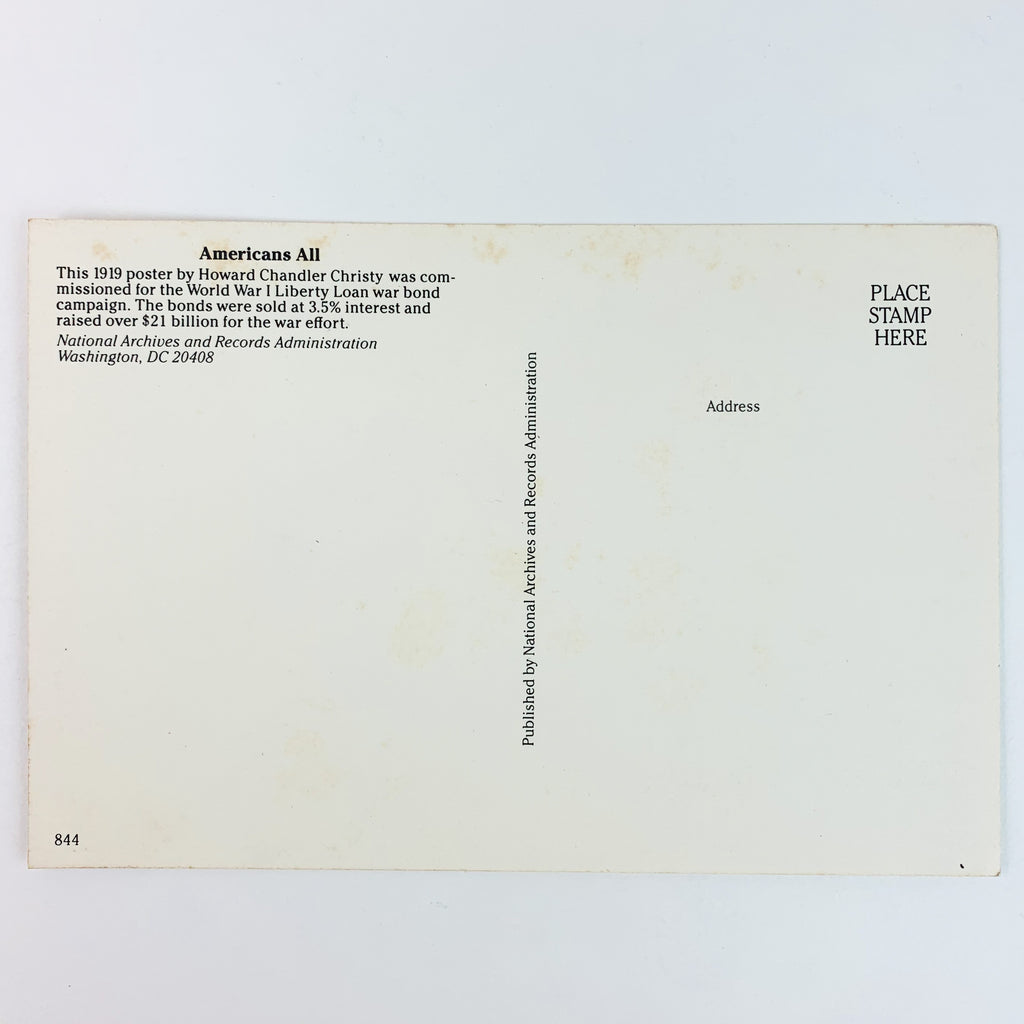 Americans All
This 1919 poster by Howard Chandler Christy was com-
missioned for the World War I Liberty Loan war bond
campaign. The bonds were sold at 3.5% interest and
raised over $21 billion for the war effort.
National Archives and Records Administration
Washington, DC 20408
844
Published by National Archives and Records Administration
PLACE
STAMP
HERE
Address